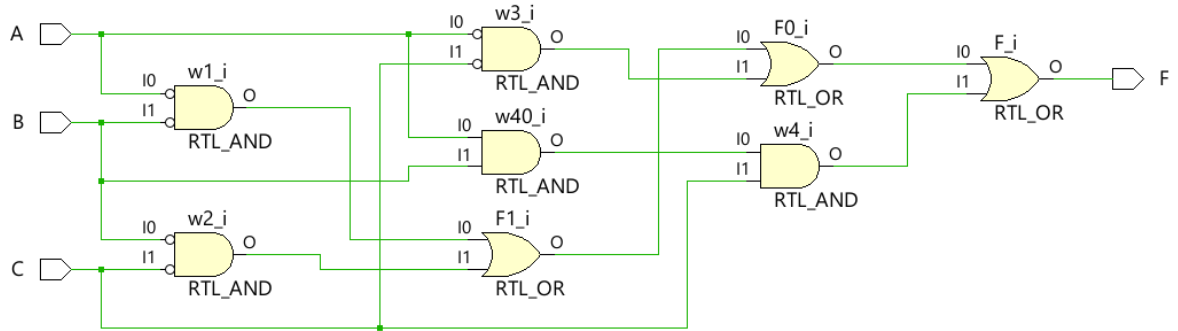 A
B
C
w1_i
I0
I1
O
RTL_AND
w2_i
I0
I1
O
RTL_AND
w3_i
I0
I1
O
RTL_AND
w40_i
I0
I1
O
RTL_AND
F1_i
I0
I1
O
RTL_OR
F0_i
I0
I1
O
RTL_OR
w4_i
I0
I1
O
RTL_AND
F_i
I0
I1
O
RTL_OR
F